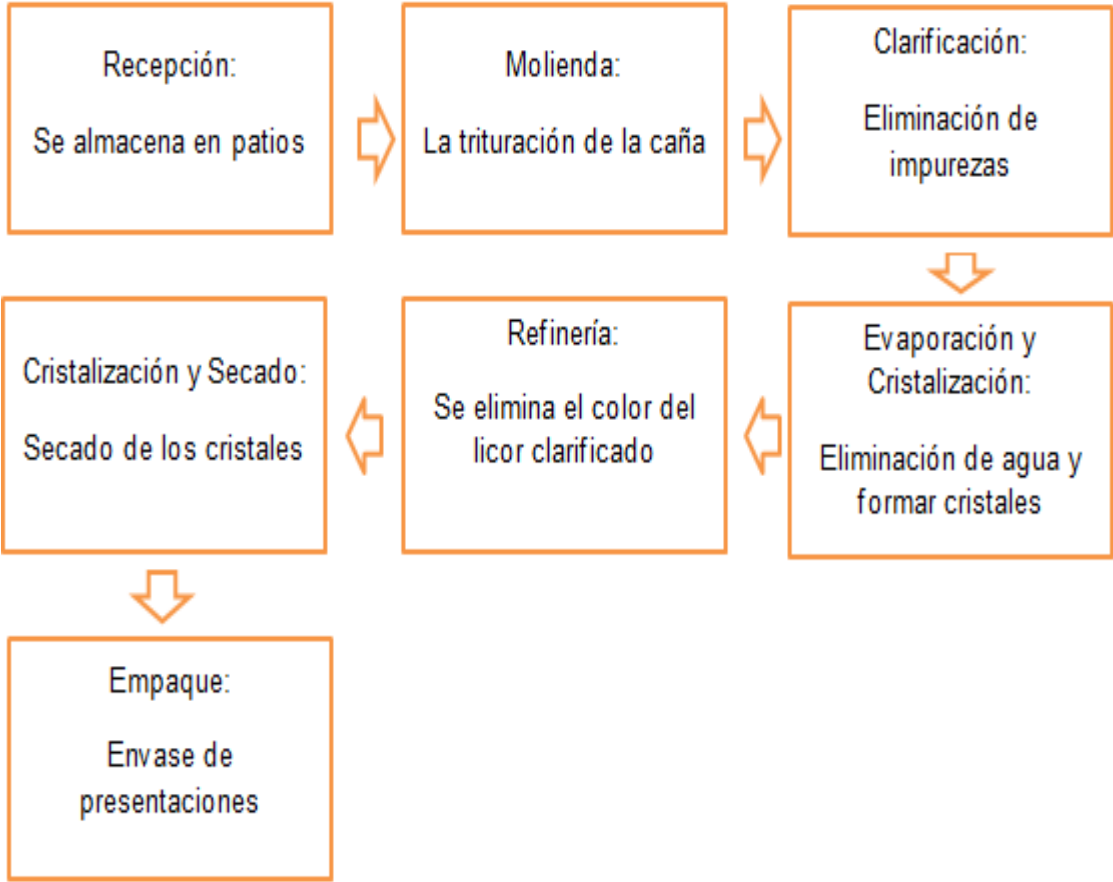 Recepción:
Se almacena en patios
Molienda:
La trituración de la caña
Clarificación:
Eliminación de
impurezas
Evaporación y
Cristalización:
Eliminación de agua y
formar cristales
Refinería:
Se elimina el color del
licor clarificado
Cristalización y Secado:
Secado de los cristales
Empaque:
Envase de
presentaciones